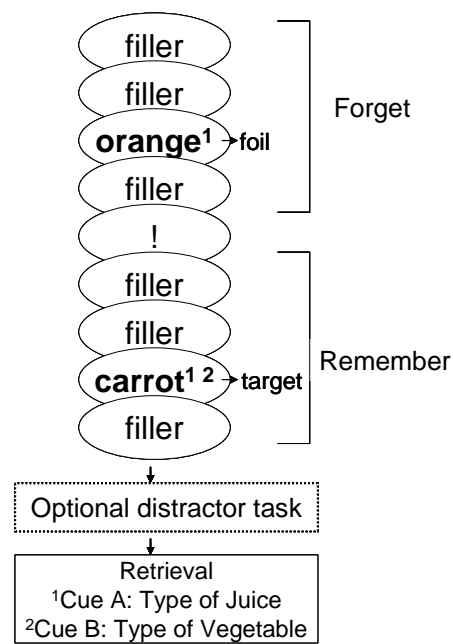 filler
filler
orange¹ foil
Forget
filler
!
filler
filler
Remember
carrot¹ ² target
filler
Optional distractor task
Retrieval
¹Cue A: Type of Juice
²Cue B: Type of Vegetable